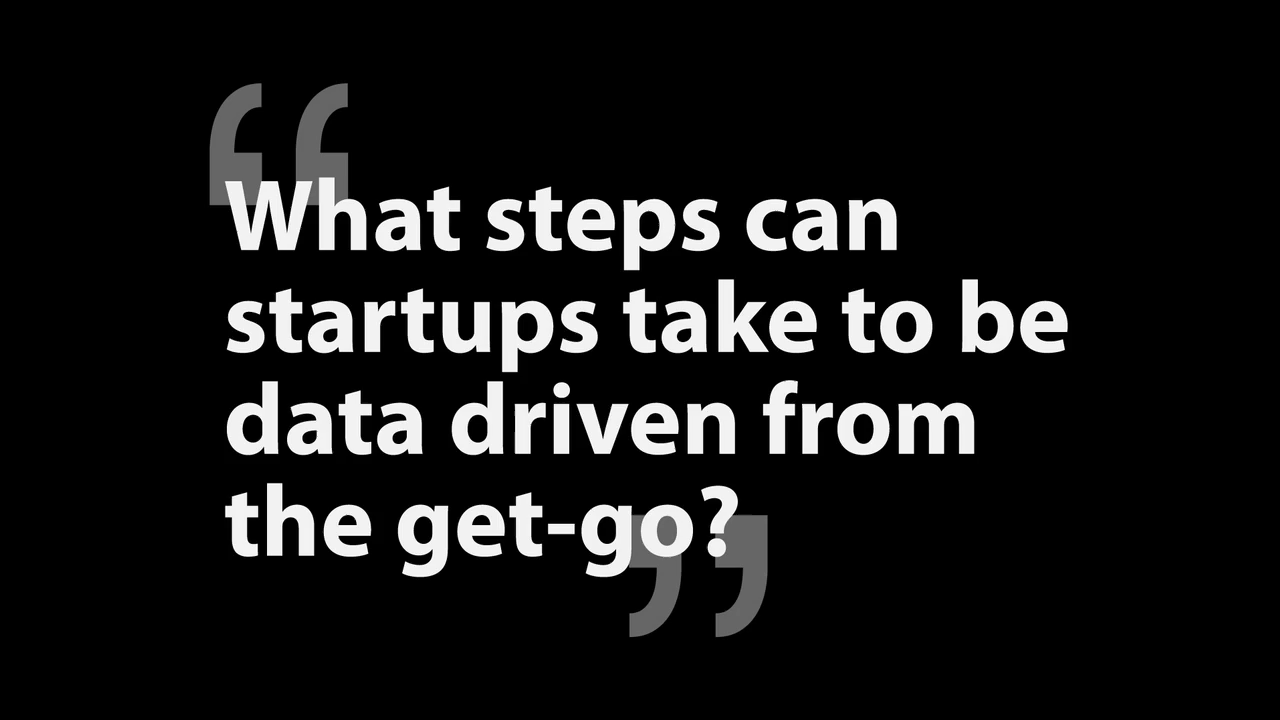 “What steps can
startups take to be
data driven from
the get-go?”